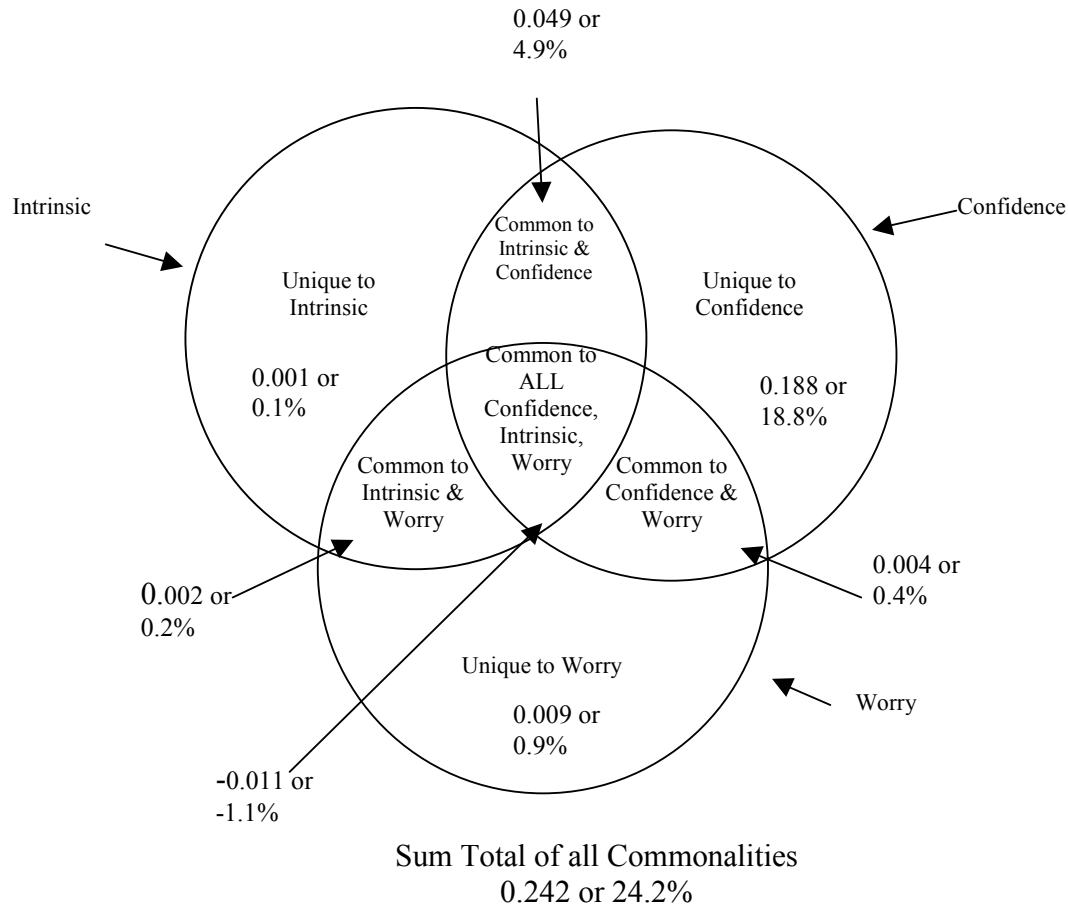 0.049 or
4.9%
Intrinsic
Confidence
Common to
Intrinsic &
Confidence
Unique to
Intrinsic
Unique to
Confidence
0.001 or
0.1%
Common to
ALL
Confidence,
Intrinsic,
Worry
0.188 or
18.8%
Common to
Intrinsic &
Worry
Common to
Confidence &
Worry
0.002 or
0.2%
0.004 or
0.4%
Unique to Worry
0.009 or
0.9%
Worry
-0.011 or
-1.1%
Sum Total of all Commonalities
0.242 or 24.2%